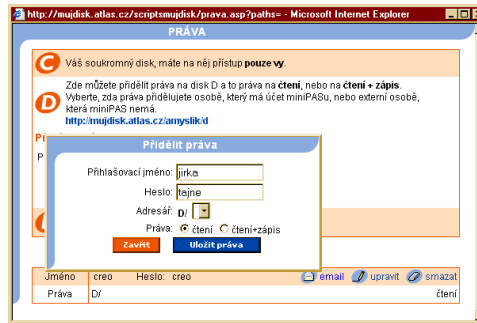 http://mujdisk.atlas.cz/scriptsmujdisk/prava.asp?paths= - Microsoft Internet Explorer
PRÁVA
C Váš soukromný disk, máte na něj přístup pouze vy.
D Zde můžete přidělit práva na disk D a to práva na čtení, nebo na čtení + zápis.
Vyberte, zda práva přidělujete osobě, který má účet miniPASu, nebo externí osobě,
která miniPAS nemá.
http://mujdisk.atlas.cz/amyslik/d
Přidělit práva
Přihlašovací jméno: jirka
Heslo: tajne
Adresář: D/
Práva: čtení čtení+zápis
Zavřít Uložit práva
Jméno creo Heslo: creo email upravit smazat
Práva D/ čtení